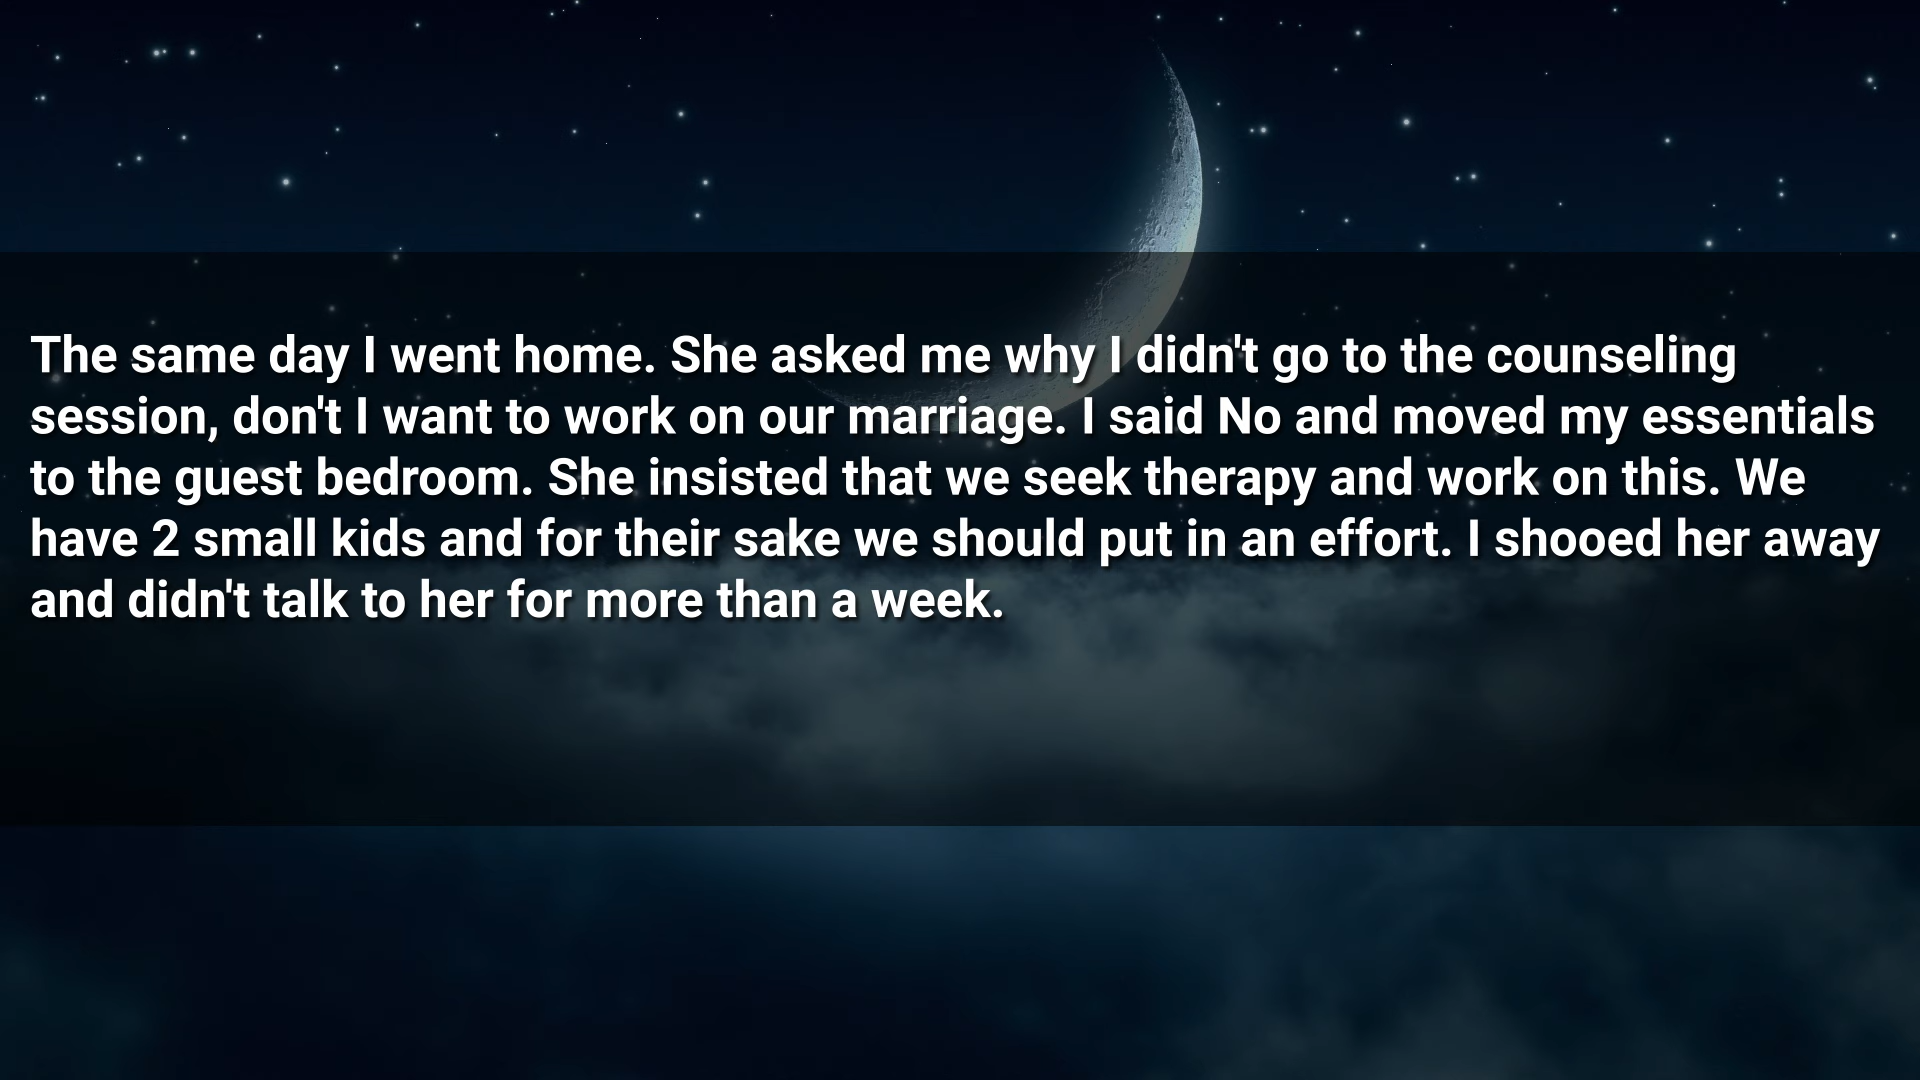 The same day I went home. She asked me why I didn't go to the counseling
session, don't I want to work on our marriage. I said No and moved my essentials
to the guest bedroom. She insisted that we seek therapy and work on this. We
have 2 small kids and for their sake we should put in an effort. I shooed her away
and didn't talk to her for more than a week.